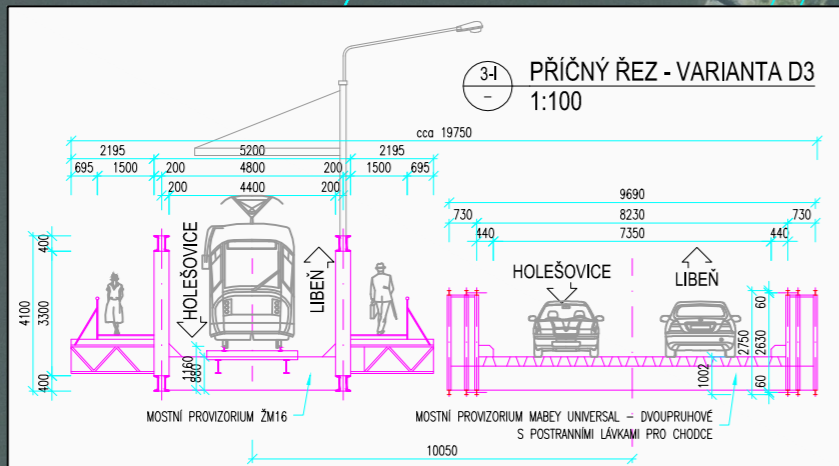 3-I
–
PŘÍČNÝ ŘEZ - VARIANTA D3
1:100
cca 19750
2195 5200 2195
695 1500 200 4800 200 1500 695
200 4400 200
9690
730 8230 730
440 7350 440
HOLEŠOVICE
LIBEŇ
HOLEŠOVICE
LIBEŇ
400
4100
3300
400
1160
880
60
2750
2630
1002
60
MOSTNÍ PROVIZORIUM ŽM16
MOSTNÍ PROVIZORIUM MABEY UNIVERSAL – DVOUPRUHOVÉ
S POSTRANNÍMI LÁVKAMI PRO CHODCE
10050